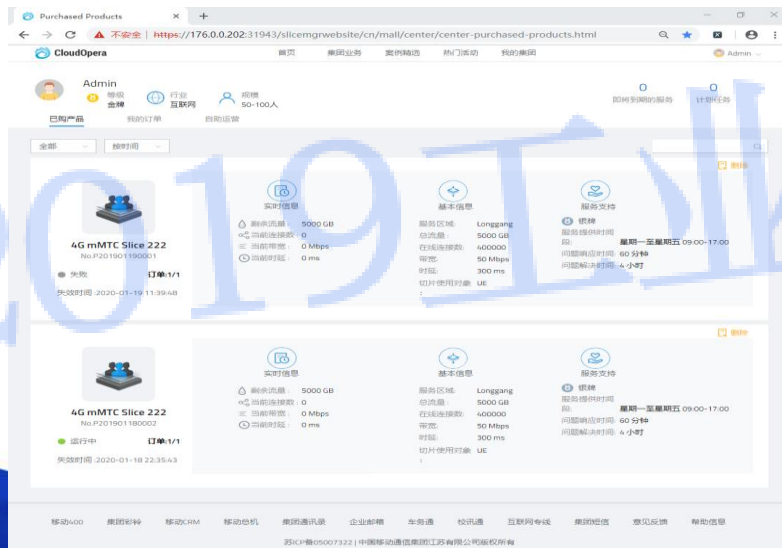 Purchased Products
不安全 | https://176.0.0.202:31943/slicemgrwebsite/cn/mall/center/center-purchased-products.html
CloudOpera 首页 集团业务 案例精选 热门活动 我的集团 Admin
Admin
等级 金牌 行业 互联网 规模 50-100人
0 即将到期的服务 0 计划任务
已购产品 我的订单 自助运营
全部 按时间
删除
4G mMTC Slice 222
No.P201901190001
失败 订单:1/1
失效时间:2020-01-19 11:39:48
实时信息
剩余流量: 5000 GB
当前连接数: 0
当前带宽: 0 Mbps
当前时延: 0 ms
基本信息
服务区域: Longgang
总流量: 5000 GB
在线连接数: 400000
带宽: 50 Mbps
时延: 300 ms
切片使用对象: UE
服务支持
银牌
服务提供时间段: 星期一至星期五 09:00-17:00
问题响应时间: 60 分钟
问题解决时间: 4 小时
删除
4G mMTC Slice 222
No.P201901180002
运行中 订单:1/1
失效时间:2020-01-18 22:35:43
实时信息
剩余流量: 5000 GB
当前连接数: 0
当前带宽: 0 Mbps
当前时延: 0 ms
基本信息
服务区域: Longgang
总流量: 5000 GB
在线连接数: 400000
带宽: 50 Mbps
时延: 300 ms
切片使用对象: UE
服务支持
银牌
服务提供时间段: 星期一至星期五 09:00-17:00
问题响应时间: 60 分钟
问题解决时间: 4 小时
移动400 集团彩铃 移动CRM 移动总机 集团通讯录 企业邮箱 车务通 校讯通 互联网专线 集团短信 意见反馈 帮助信息
苏ICP备05007322 | 中国移动通信集团江苏有限公司版权所有
2019工业